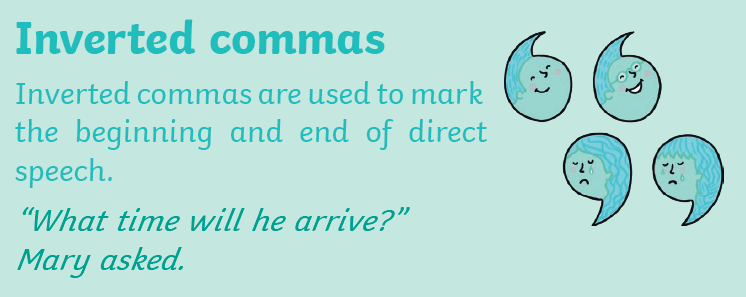 Inverted commas
Inverted commas are used to mark
the beginning and end of direct
speech.
“What time will he arrive?”
Mary asked.